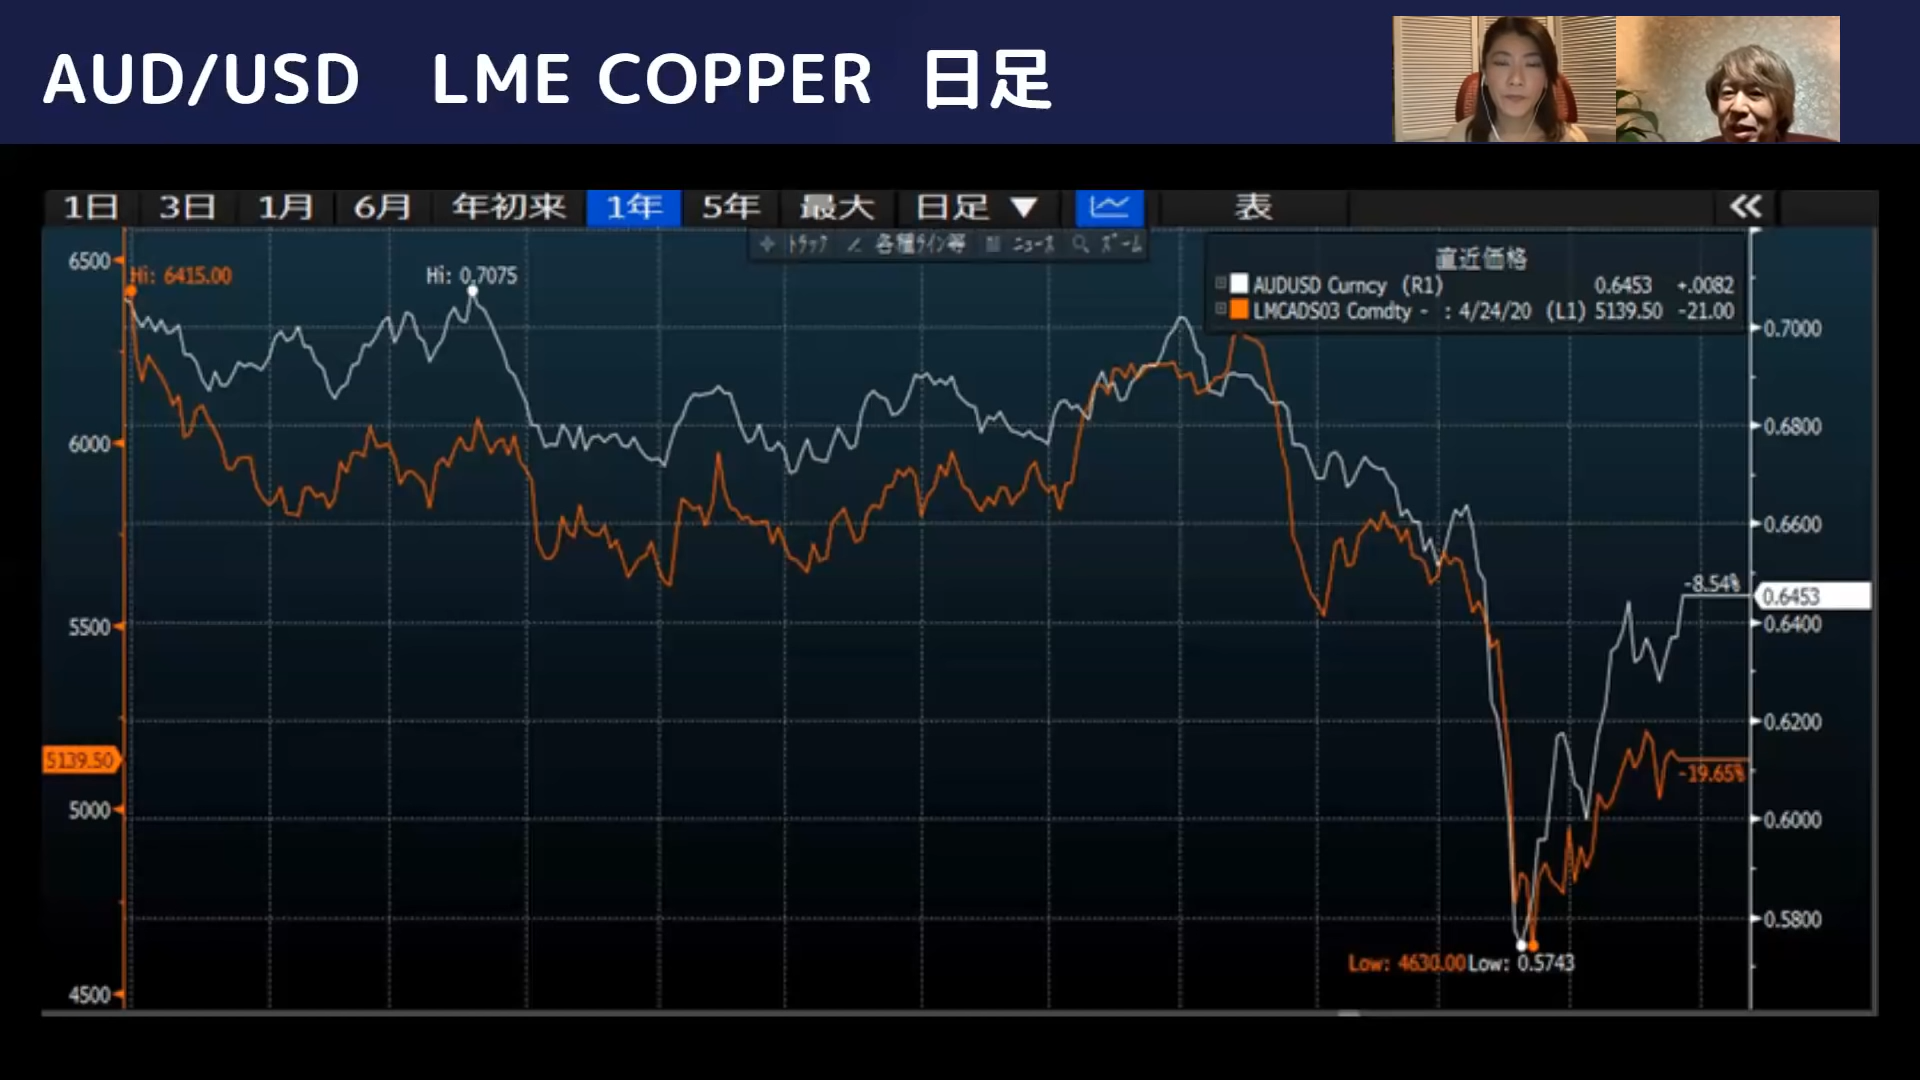 AUD/USD LME COPPER 日足
1日 3日 1月 6月 年初来 1年 5年 最大 日足 ▼ 表 «
トラック 各種ライン等 ニュース ズーム
直近価格
AUDUSD Curncy (R1) 0.6453 +.0082
LMCADS03 Comdty - : 4/24/20 (L1) 5139.50 -21.00
Hi: 6415.00
Hi: 0.7075
6500
6000
5500
5139.50
5000
4500
0.7000
0.6800
0.6600
-8.54%
0.6453
0.6400
0.6200
-19.65%
0.6000
0.5800
Low: 4630.00 Low: 0.5743